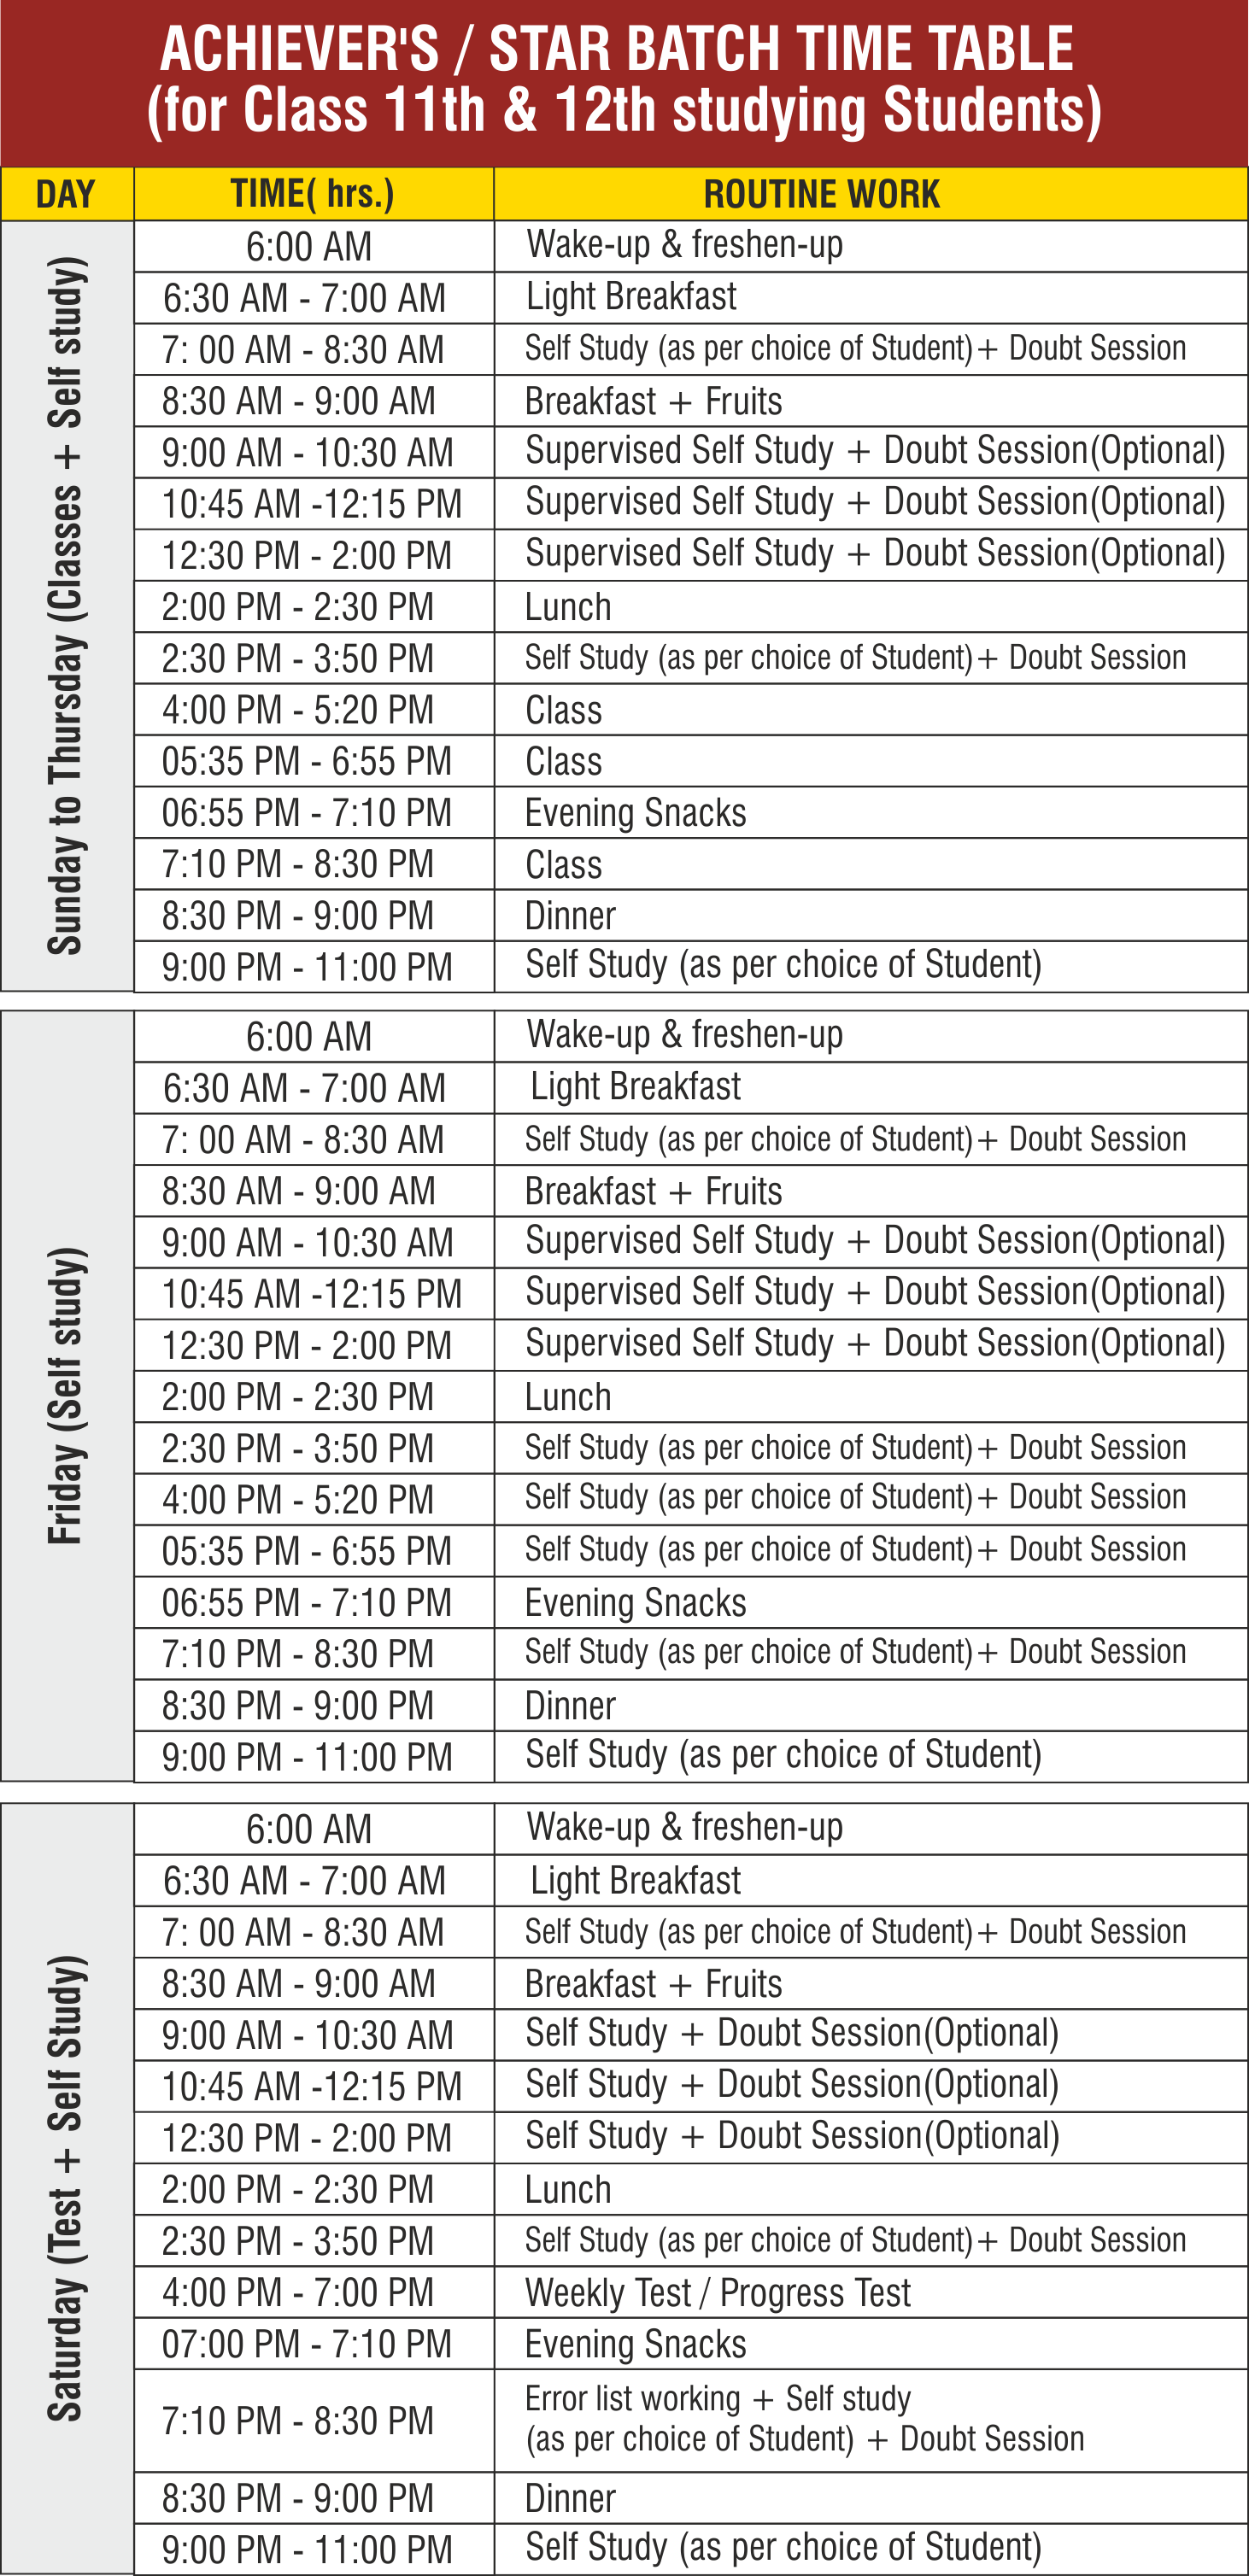 ACHIEVER'S / STAR BATCH TIME TABLE
(for Class 11th & 12th studying Students)
DAY TIME( hrs.) ROUTINE WORK
Sunday to Thursday (Classes + Self study)
6:00 AM Wake-up & freshen-up
6:30 AM - 7:00 AM Light Breakfast
7: 00 AM - 8:30 AM Self Study (as per choice of Student)+ Doubt Session
8:30 AM - 9:00 AM Breakfast + Fruits
9:00 AM - 10:30 AM Supervised Self Study + Doubt Session(Optional)
10:45 AM -12:15 PM Supervised Self Study + Doubt Session(Optional)
12:30 PM - 2:00 PM Supervised Self Study + Doubt Session(Optional)
2:00 PM - 2:30 PM Lunch
2:30 PM - 3:50 PM Self Study (as per choice of Student)+ Doubt Session
4:00 PM - 5:20 PM Class
05:35 PM - 6:55 PM Class
06:55 PM - 7:10 PM Evening Snacks
7:10 PM - 8:30 PM Class
8:30 PM - 9:00 PM Dinner
9:00 PM - 11:00 PM Self Study (as per choice of Student)
Friday (Self study)
6:00 AM Wake-up & freshen-up
6:30 AM - 7:00 AM Light Breakfast
7: 00 AM - 8:30 AM Self Study (as per choice of Student)+ Doubt Session
8:30 AM - 9:00 AM Breakfast + Fruits
9:00 AM - 10:30 AM Supervised Self Study + Doubt Session(Optional)
10:45 AM -12:15 PM Supervised Self Study + Doubt Session(Optional)
12:30 PM - 2:00 PM Supervised Self Study + Doubt Session(Optional)
2:00 PM - 2:30 PM Lunch
2:30 PM - 3:50 PM Self Study (as per choice of Student)+ Doubt Session
4:00 PM - 5:20 PM Self Study (as per choice of Student)+ Doubt Session
05:35 PM - 6:55 PM Self Study (as per choice of Student)+ Doubt Session
06:55 PM - 7:10 PM Evening Snacks
7:10 PM - 8:30 PM Self Study (as per choice of Student)+ Doubt Session
8:30 PM - 9:00 PM Dinner
9:00 PM - 11:00 PM Self Study (as per choice of Student)
Saturday (Test + Self Study)
6:00 AM Wake-up & freshen-up
6:30 AM - 7:00 AM Light Breakfast
7: 00 AM - 8:30 AM Self Study (as per choice of Student)+ Doubt Session
8:30 AM - 9:00 AM Breakfast + Fruits
9:00 AM - 10:30 AM Self Study + Doubt Session(Optional)
10:45 AM -12:15 PM Self Study + Doubt Session(Optional)
12:30 PM - 2:00 PM Self Study + Doubt Session(Optional)
2:00 PM - 2:30 PM Lunch
2:30 PM - 3:50 PM Self Study (as per choice of Student)+ Doubt Session
4:00 PM - 7:00 PM Weekly Test / Progress Test
07:00 PM - 7:10 PM Evening Snacks
7:10 PM - 8:30 PM Error list working + Self study
(as per choice of Student) + Doubt Session
8:30 PM - 9:00 PM Dinner
9:00 PM - 11:00 PM Self Study (as per choice of Student)